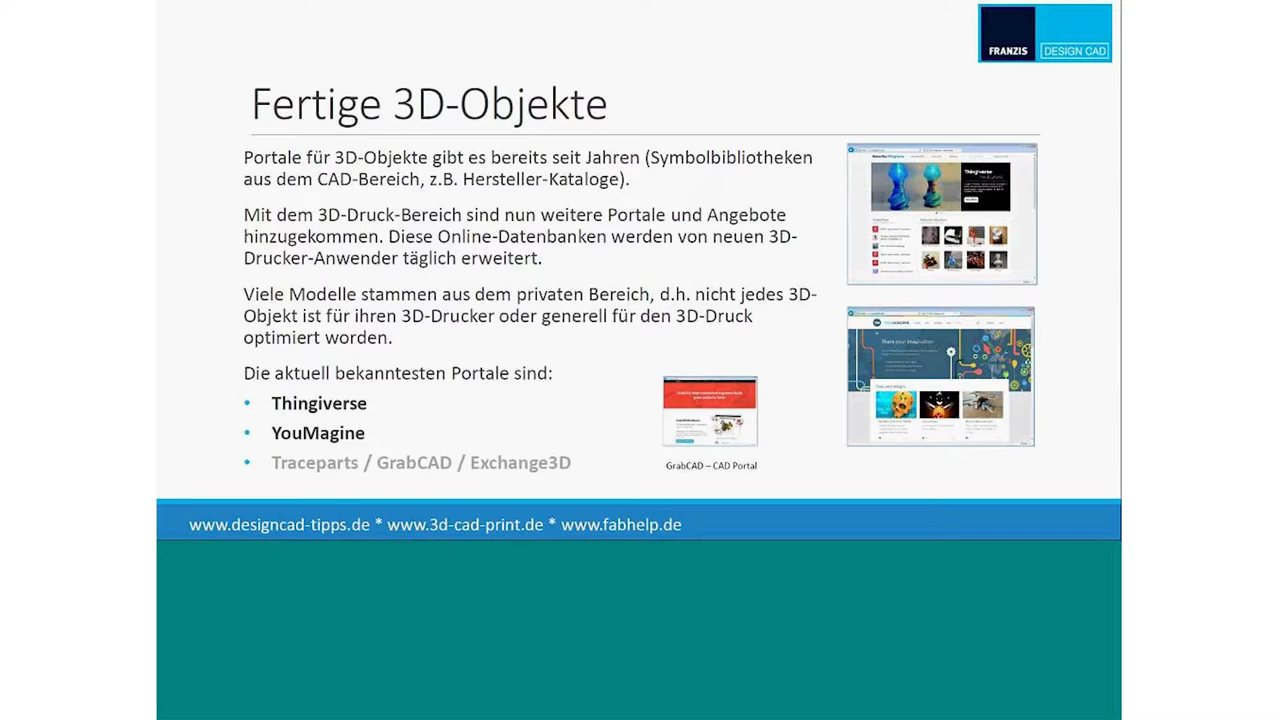 FRANZIS
DESIGN CAD
Fertige 3D-Objekte
Portale für 3D-Objekte gibt es bereits seit Jahren (Symbolbibliotheken
aus dem CAD-Bereich, z.B. Hersteller-Kataloge).
Mit dem 3D-Druck-Bereich sind nun weitere Portale und Angebote
hinzugekommen. Diese Online-Datenbanken werden von neuen 3D-
Drucker-Anwender täglich erweitert.
Viele Modelle stammen aus dem privaten Bereich, d.h. nicht jedes 3D-
Objekt ist für ihren 3D-Drucker oder generell für den 3D-Druck
optimiert worden.
Die aktuell bekanntesten Portale sind:
• Thingiverse
• YouMagine
• Traceparts / GrabCAD / Exchange3D
Thingiverse
Share your imagination
GrabCAD – CAD Portal
www.designcad-tipps.de * www.3d-cad-print.de * www.fabhelp.de